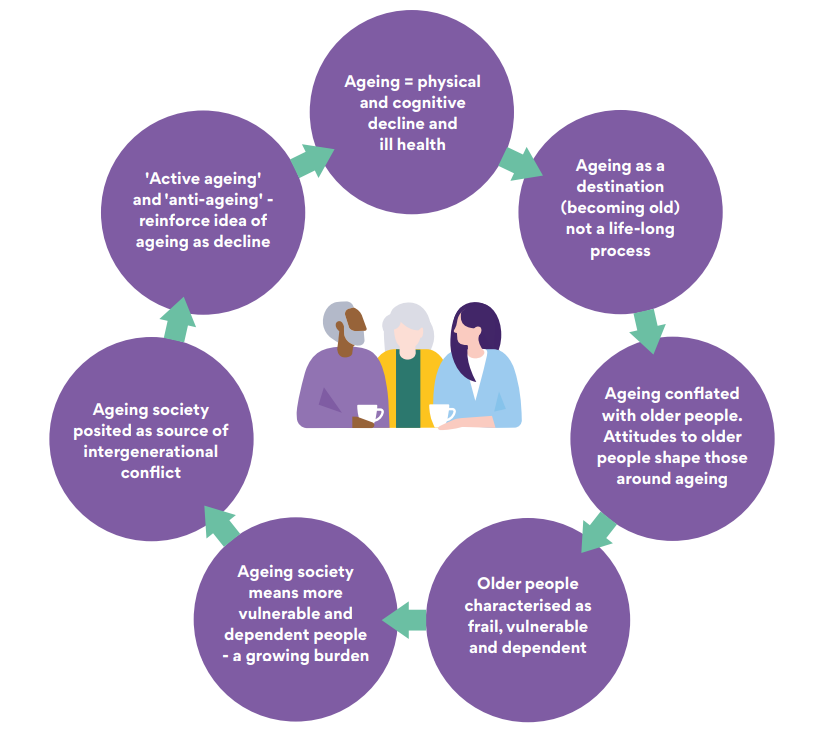 Ageing = physical
and cognitive
decline and
ill health
Ageing as a
destination
(becoming old)
not a life-long
process
Ageing conflated
with older people.
Attitudes to older
people shape those
around ageing
Older people
characterised as
frail, vulnerable
and dependent
Ageing society
means more
vulnerable and
dependent people
- a growing burden
Ageing society
posited as source of
intergenerational
conflict
'Active ageing'
and 'anti-ageing' -
reinforce idea of
ageing as decline